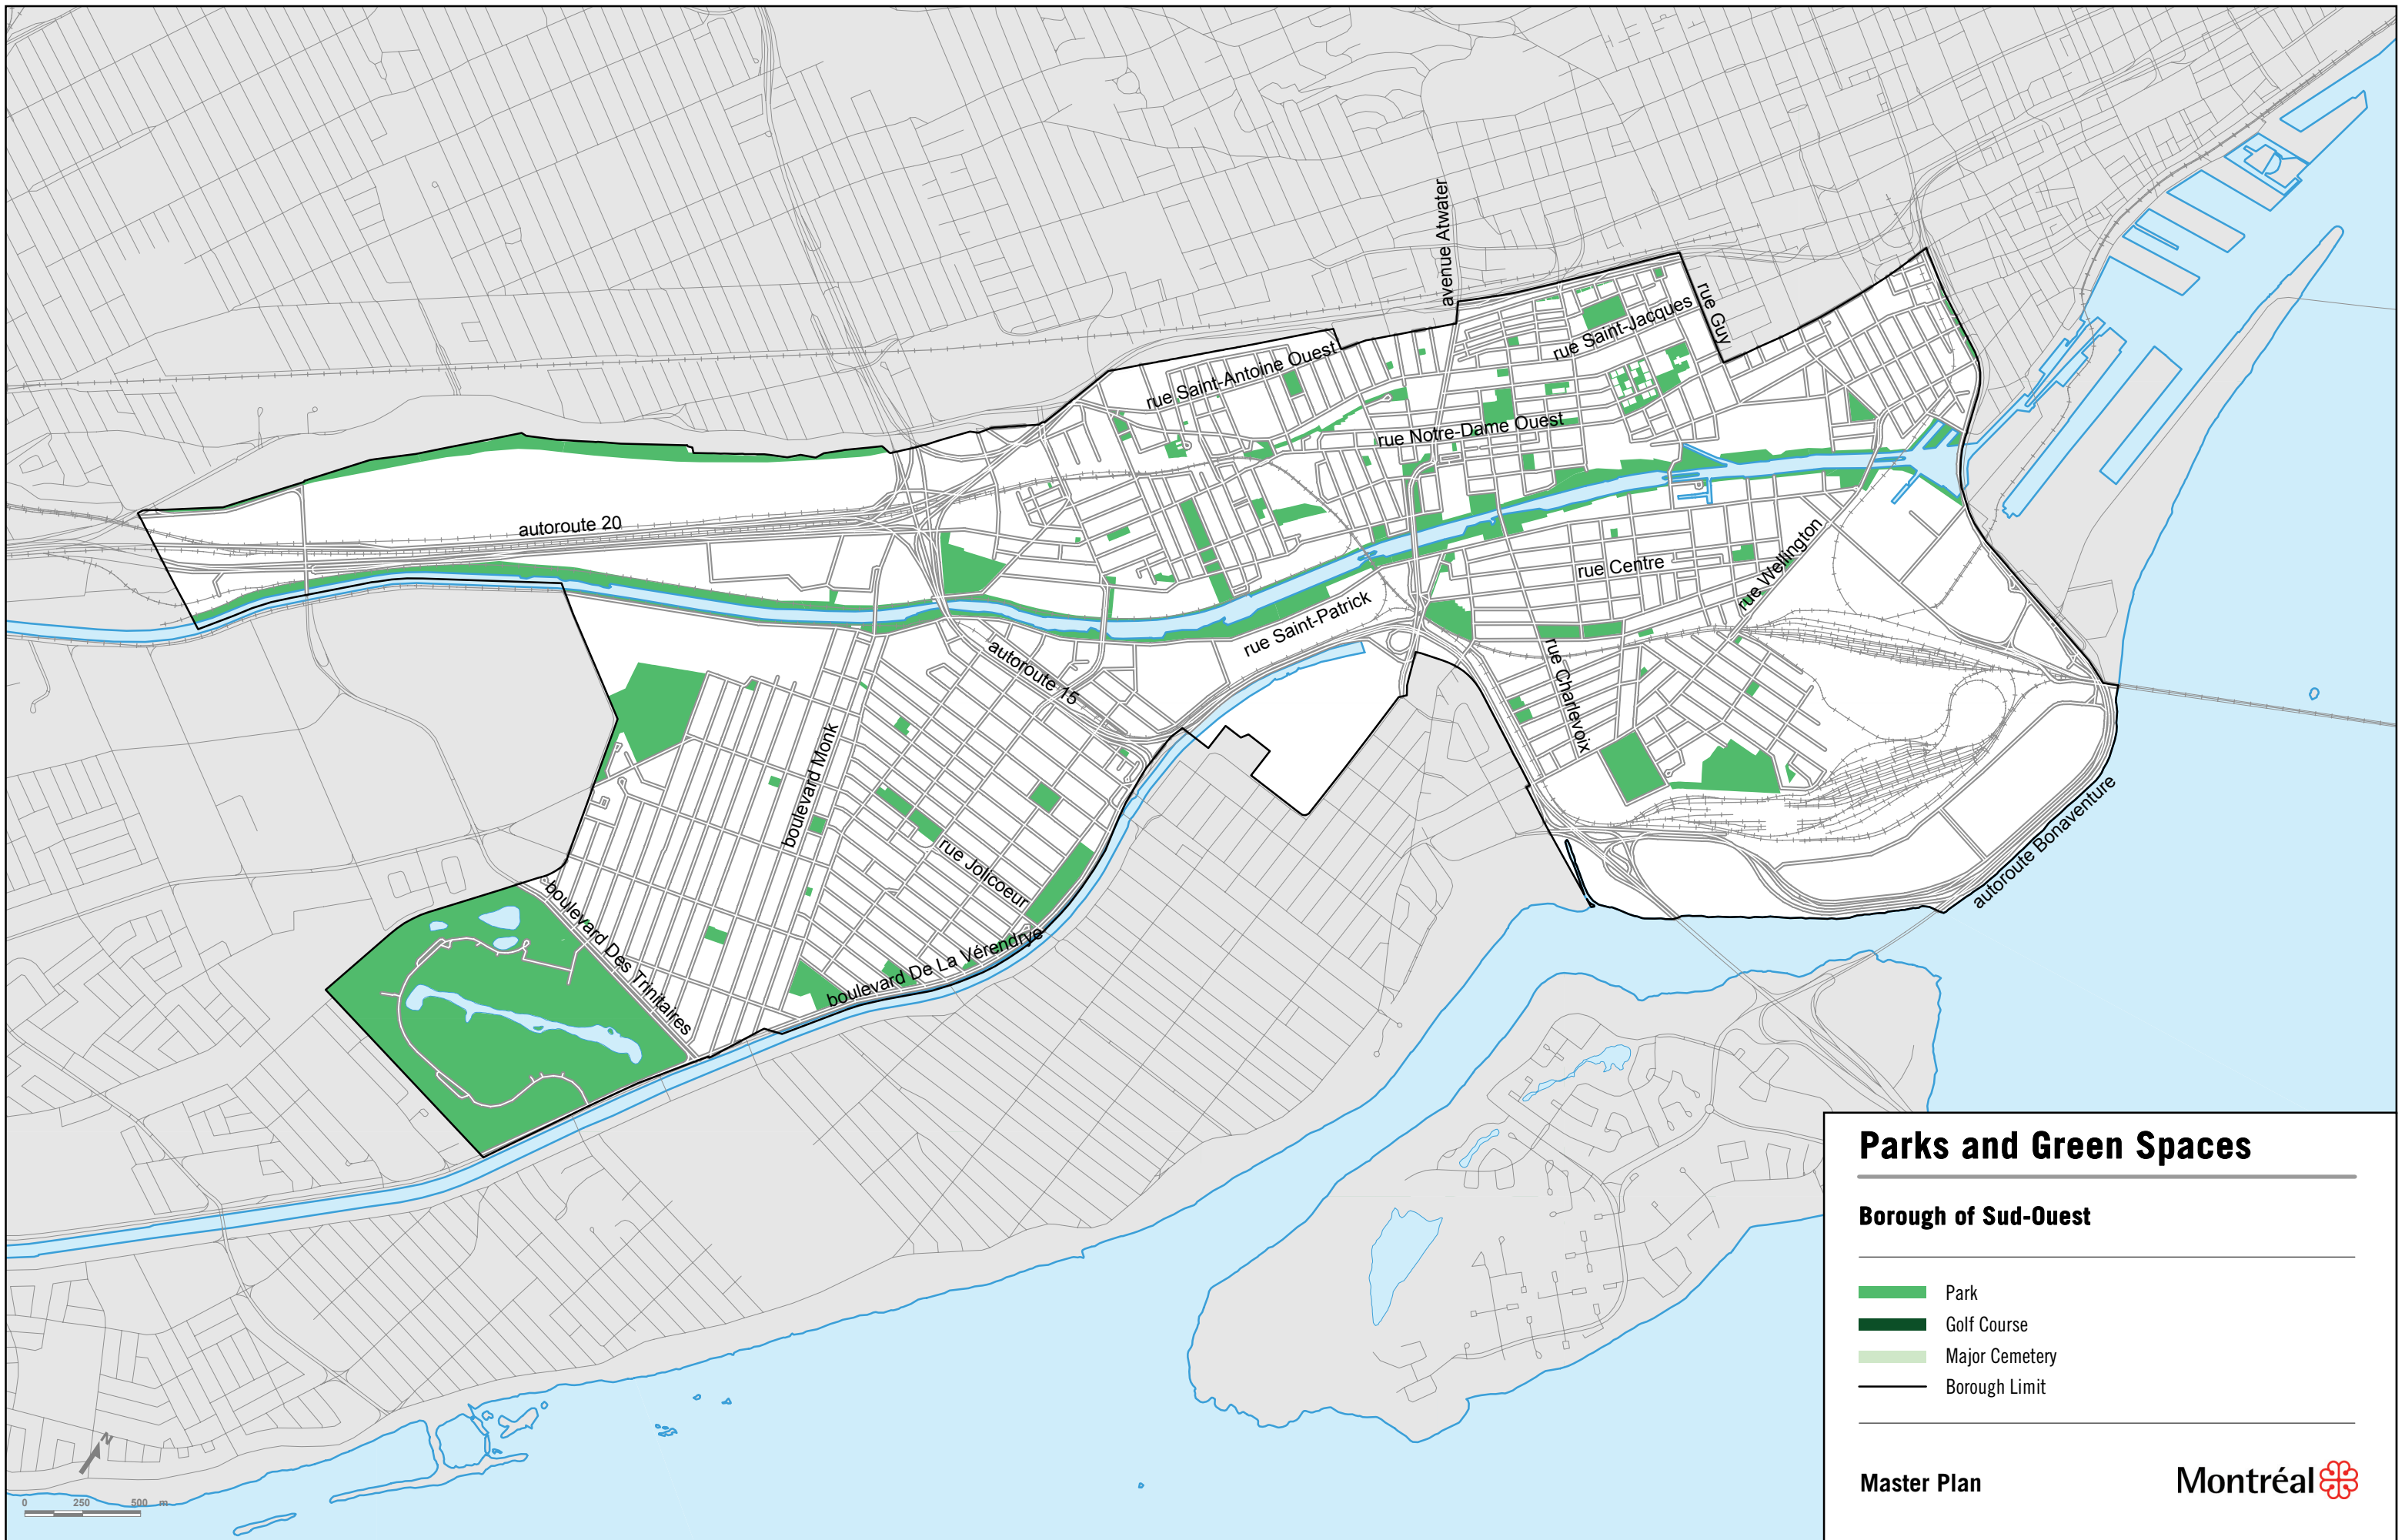 avenue Atwater
rue Guy
rue Saint-Jacques
rue Saint-Antoine Ouest
rue Notre-Dame Ouest
autoroute 20
rue Centre
rue Wellington
rue Saint-Patrick
autoroute 15
rue Charlevoix
boulevard Monk
autoroute Bonaventure
rue Jolicoeur
boulevard Des Trinitaires
boulevard De La Vérendrye
Parks and Green Spaces
Borough of Sud-Ouest
Park
Golf Course
Major Cemetery
Borough Limit
Master Plan
Montréal
N
0 250 500 m